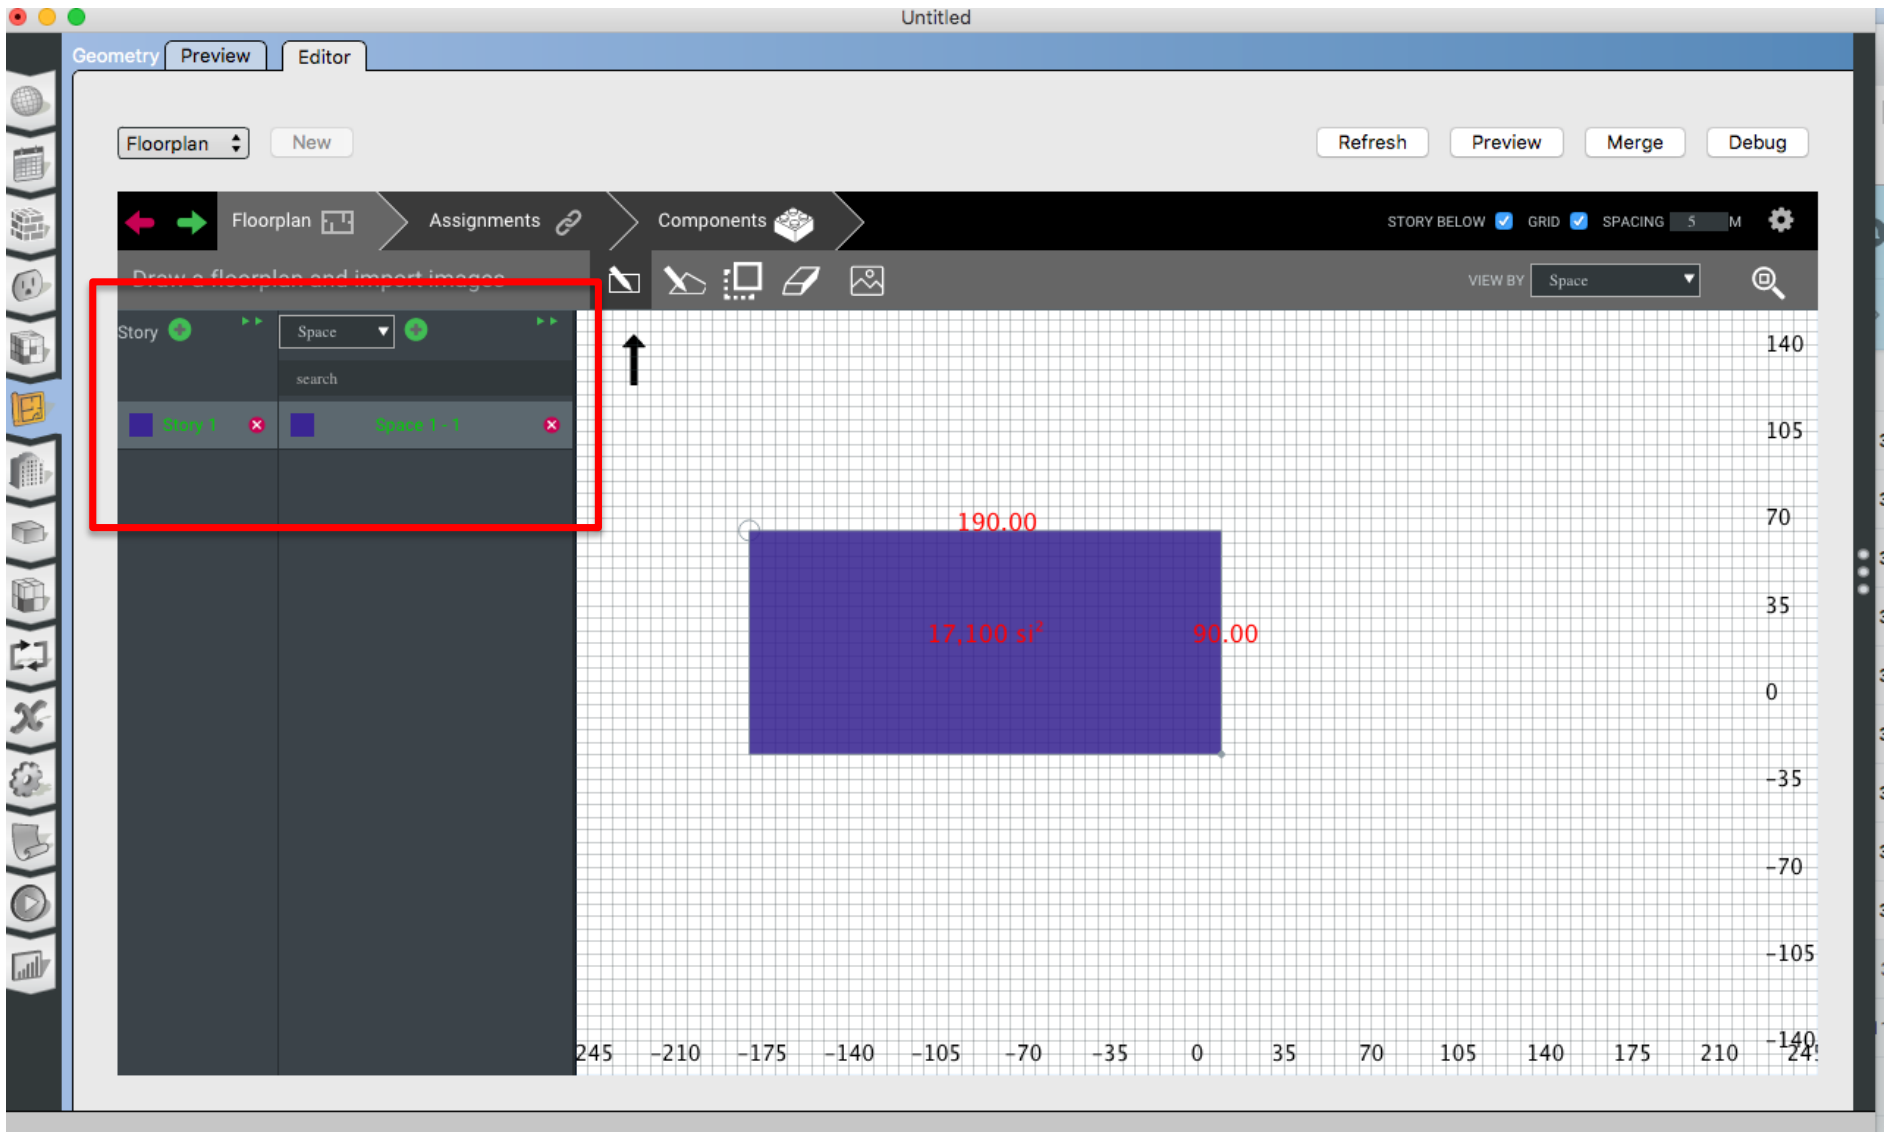 Untitled
Geometry Preview Editor
Floorplan New Refresh Preview Merge Debug
Floorplan Assignments Components STORY BELOW GRID SPACING 5 M
Draw a floorplan and import images VIEW BY Space
Story Space
search
Story 1 Space 1 - 1
140
105
70
35
0
-35
-70
-105
-140
190.00
17,100 si²
90.00
245 -210 -175 -140 -105 -70 -35 0 35 70 105 140 175 210 245